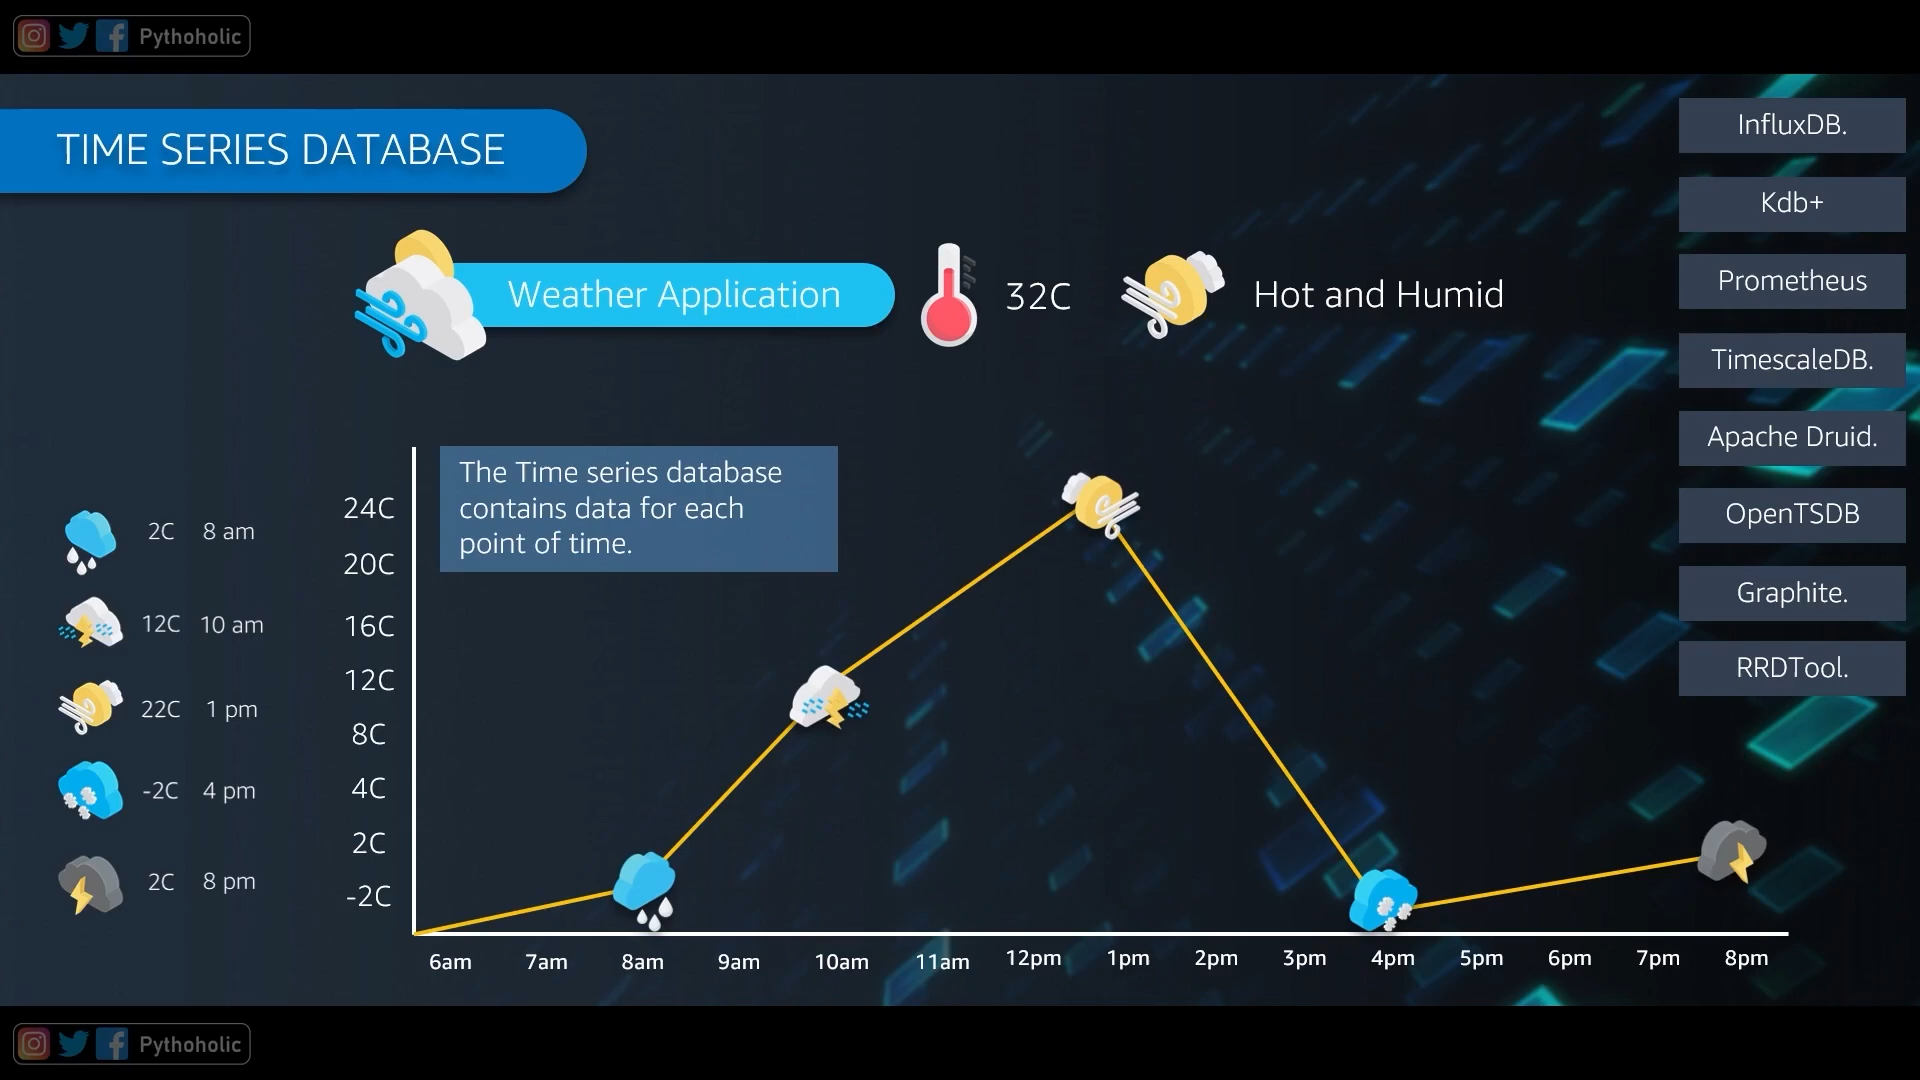 Pythoholic
TIME SERIES DATABASE
Weather Application
32C
Hot and Humid
InfluxDB.
Kdb+
Prometheus
TimescaleDB.
Apache Druid.
OpenTSDB
Graphite.
RRDTool.
The Time series database
contains data for each
point of time.
2C 8 am
12C 10 am
22C 1 pm
-2C 4 pm
2C 8 pm
24C
20C
16C
12C
8C
4C
2C
-2C
6am 7am 8am 9am 10am 11am 12pm 1pm 2pm 3pm 4pm 5pm 6pm 7pm 8pm
Pythoholic